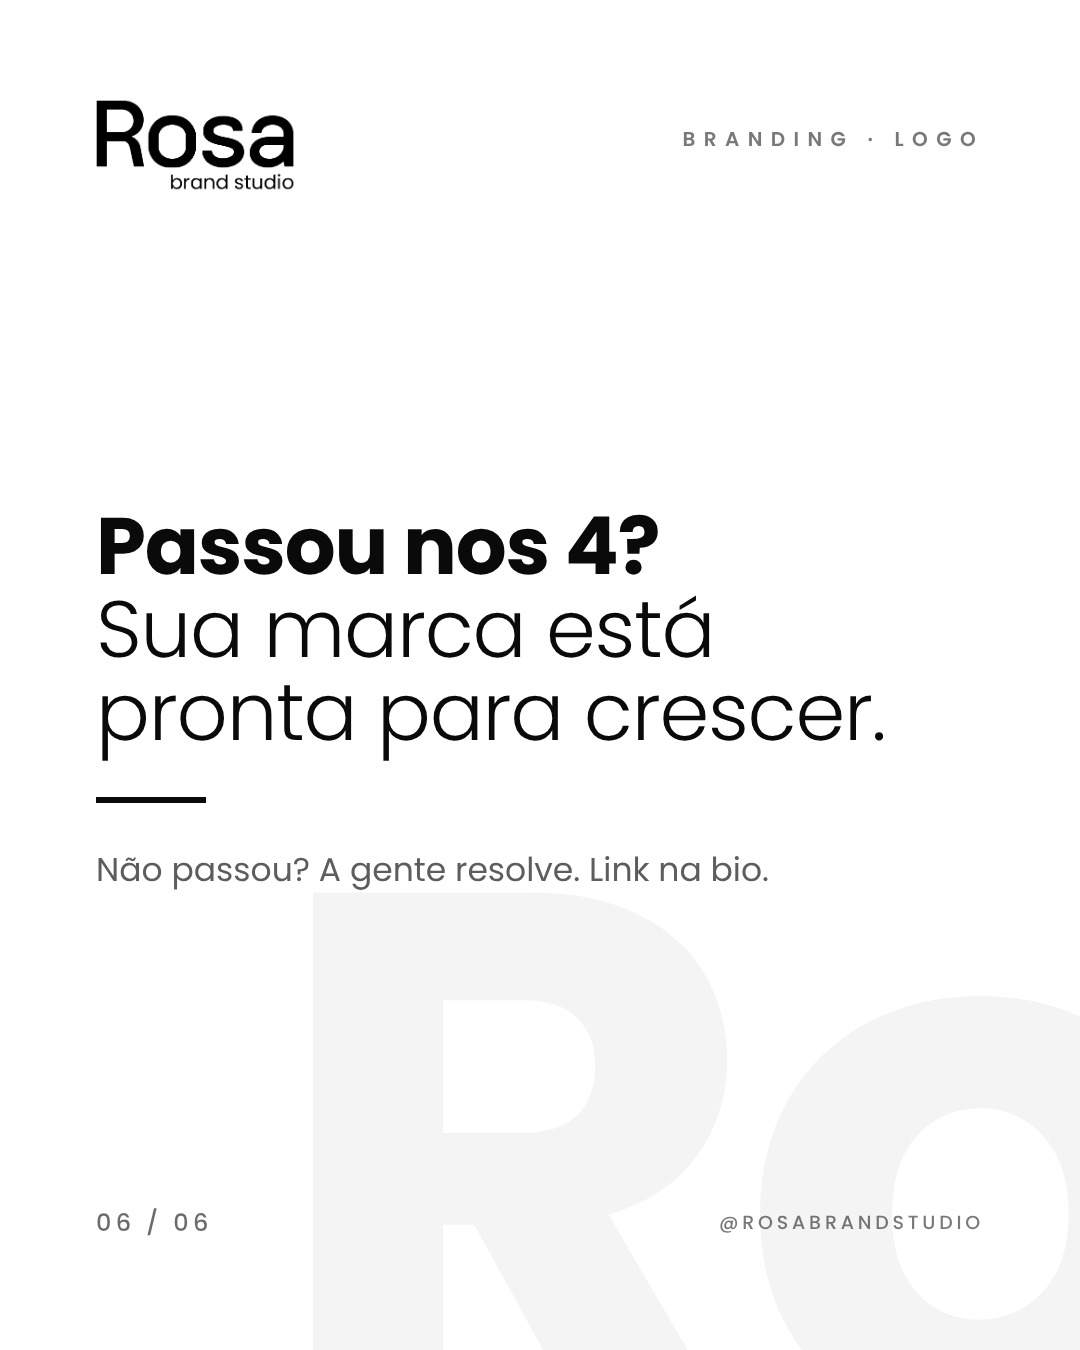 Rosa
brand studio
BRANDING · LOGO
Passou nos 4?
Sua marca está
pronta para crescer.
Não passou? A gente resolve. Link na bio.
Ro
06 / 06
@ROSABRANDSTUDIO